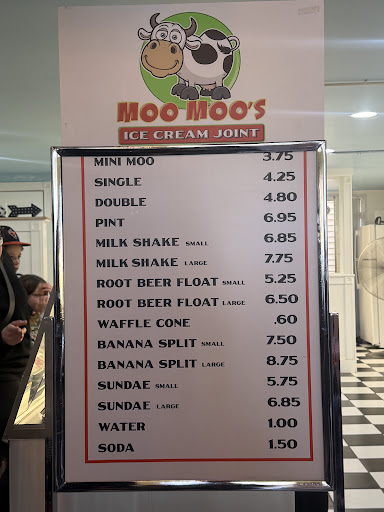 MOO MOO'S
ICE CREAM JOINT
MINI MOO 3.75
SINGLE 4.25
DOUBLE 4.80
PINT 6.95
MILK SHAKE SMALL 6.85
MILK SHAKE LARGE 7.75
ROOT BEER FLOAT SMALL 5.25
ROOT BEER FLOAT LARGE 6.50
WAFFLE CONE .60
BANANA SPLIT SMALL 7.50
BANANA SPLIT LARGE 8.75
SUNDAE SMALL 5.75
SUNDAE LARGE 6.85
WATER 1.00
SODA 1.50